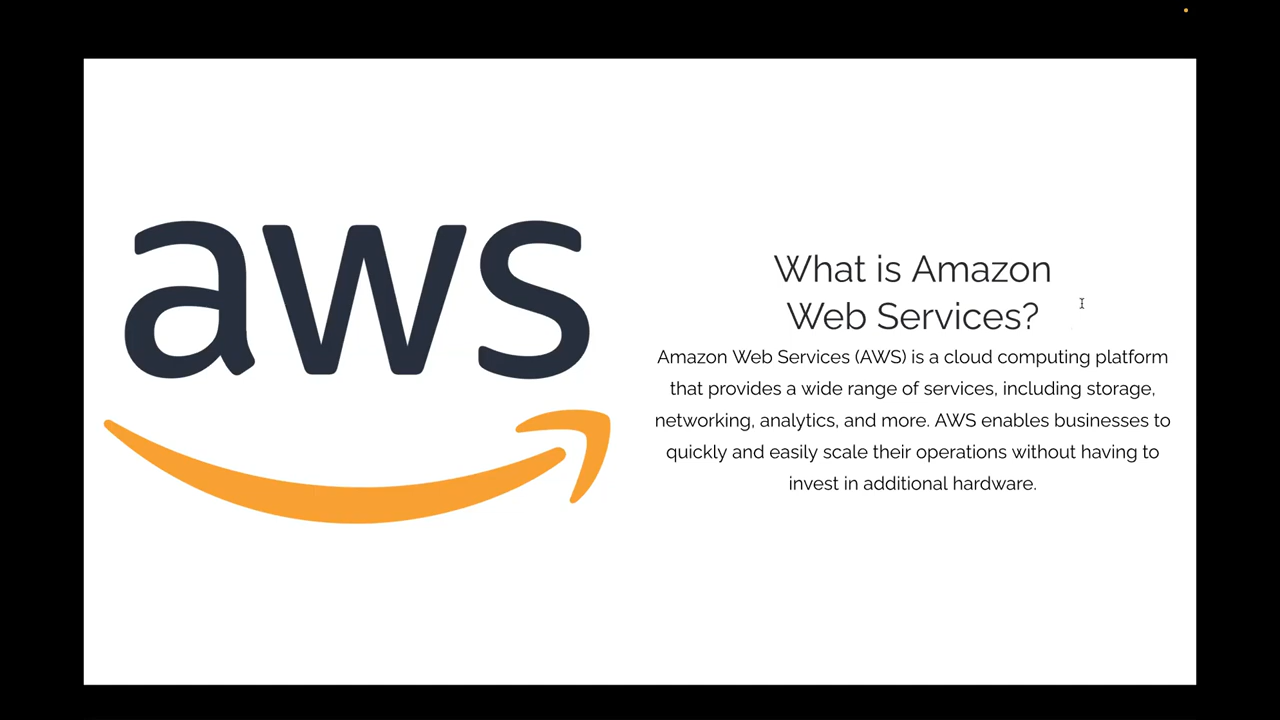 aws
What is Amazon
Web Services?
Amazon Web Services (AWS) is a cloud computing platform
that provides a wide range of services, including storage,
networking, analytics, and more. AWS enables businesses to
quickly and easily scale their operations without having to
invest in additional hardware.